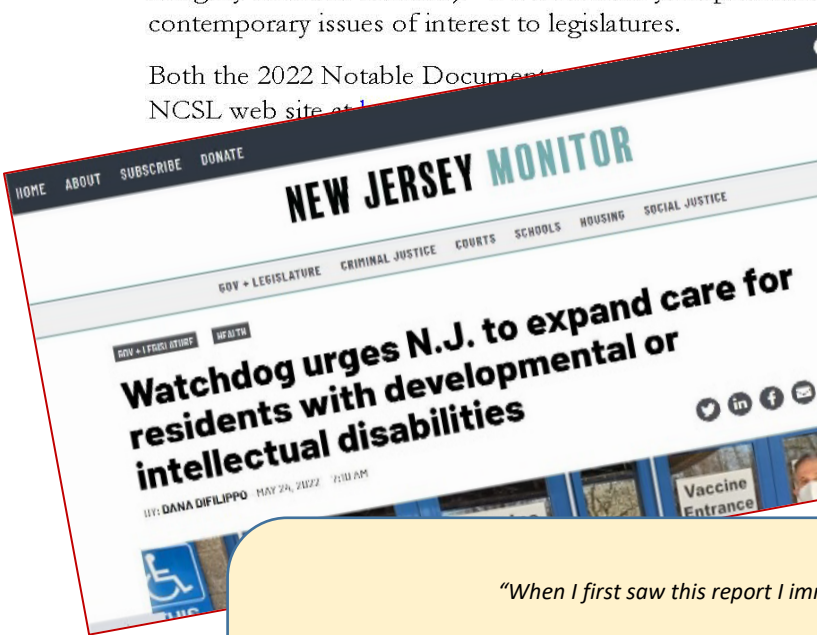 contemporary issues of interest to legislatures.
Both the 2022 Notable Document
NCSL web site at
HOME ABOUT SUBSCRIBE DONATE
NEW JERSEY MONITOR
GOV + LEGISLATURE CRIMINAL JUSTICE COURTS SCHOOLS HOUSING SOCIAL JUSTICE
GOV + LEGISLATURE HEALTH
Watchdog urges N.J. to expand care for
residents with developmental or
intellectual disabilities
BY: DANA DIFILIPPO - MAY 24, 2022 7:10 AM
Vaccine
Entrance
“When I first saw this report I